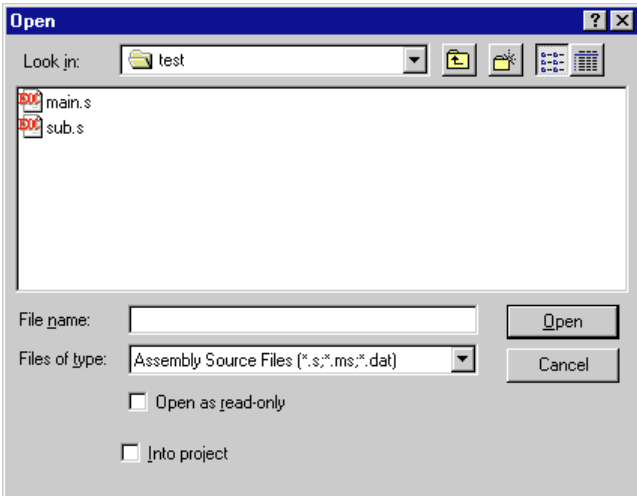 Open
Look in: test
main.s
sub.s
File name: Open
Files of type: Assembly Source Files (*.s;*.ms;*.dat) Cancel
Open as read-only
Into project